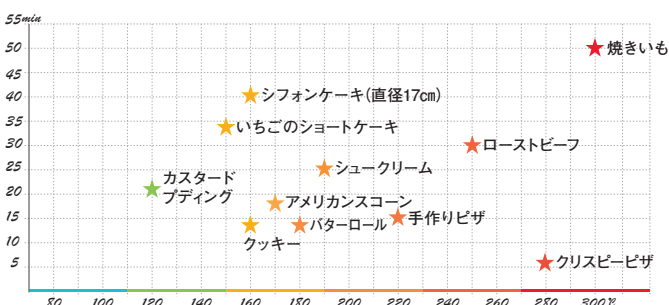 55min
50
焼きいも
45
40
シフォンケーキ(直径17cm)
35
いちごのショートケーキ
30
ローストビーフ
25
シュークリーム
カスタード
プディング
20
アメリカンスコーン
15
手作りピザ
バターロール
クッキー
10
5
クリスピーピザ
80 100 120 140 160 180 200 220 240 260 280 300℃